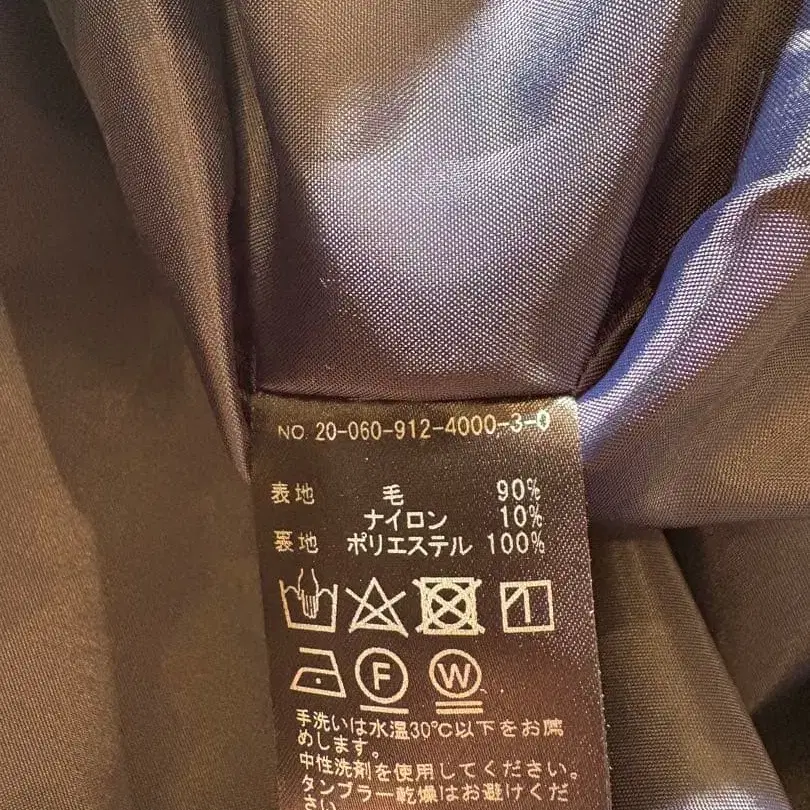 NO. 20-060-912-4000-3-0
表地 毛 90%
ナイロン 10%
裏地 ポリエステル 100%
F W
手洗いは水温30℃以下をお薦
めします。
中性洗剤を使用してください。
タンブラー乾燥はお避けくだ
さい